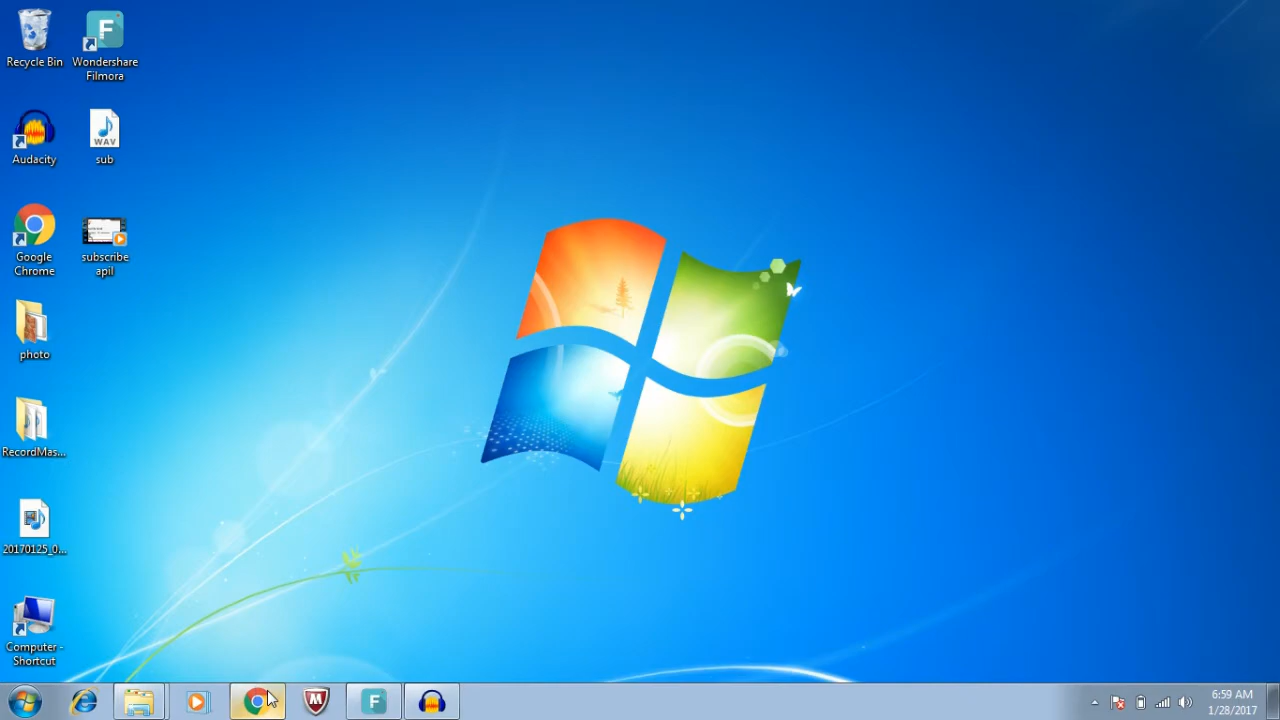 Recycle Bin
Wondershare
Filmora
Audacity
WAV
sub
Google
Chrome
subscribe
apil
photo
RecordMas...
20170125_0...
Computer -
Shortcut
6:59 AM
1/28/2017